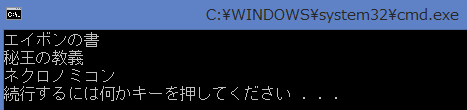 C:¥WINDOWS¥system32¥cmd.exe
エイボンの書
秘王の教義
ネクロノミコン
続行するには何かキーを押してください . . .